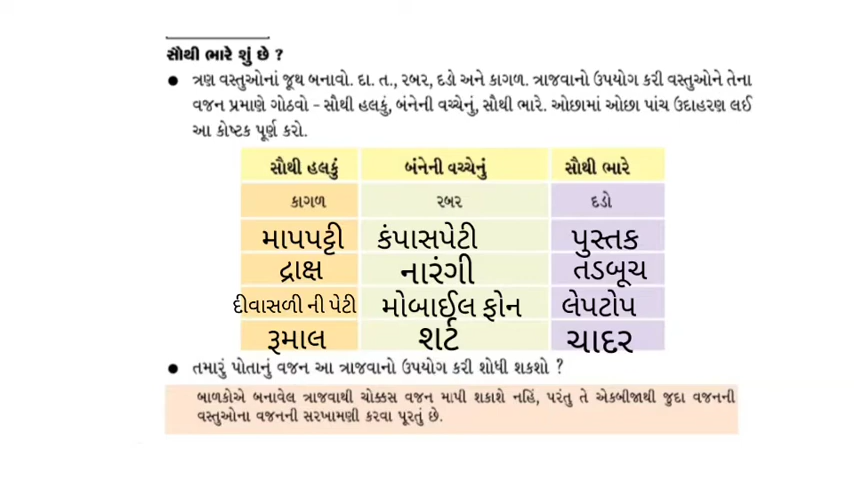 સૌથી ભારે શું છે ?
● ત્રણ વસ્તુઓનાં જૂથ બનાવો. દા. ત., રબર, દડો અને કાગળ. ત્રાજવાનો ઉપયોગ કરી વસ્તુઓને તેના
વજન પ્રમાણે ગોઠવો – સૌથી હલકું, બંનેની વચ્ચેનું, સૌથી ભારે. ઓછામાં ઓછા પાંચ ઉદાહરણ લઈ
આ કોષ્ટક પૂર્ણ કરો.
સૌથી હલકું બંનેની વચ્ચેનું સૌથી ભારે
કાગળ રબર દડો
માપપટ્ટી કંપાસપેટી પુસ્તક
દ્રાક્ષ નારંગી તડબૂચ
દીવાસળી ની પેટી મોબાઈલ ફોન લેપટોપ
રૂમાલ શર્ટ ચાદર
● તમારું પોતાનું વજન આ ત્રાજવાનો ઉપયોગ કરી શોધી શકશો ?
બાળકોએ બનાવેલ ત્રાજવાથી ચોક્કસ વજન માપી શકાશે નહિં, પરંતુ તે એકબીજાથી જુદા વજનની
વસ્તુઓના વજનની સરખામણી કરવા પૂરતું છે.